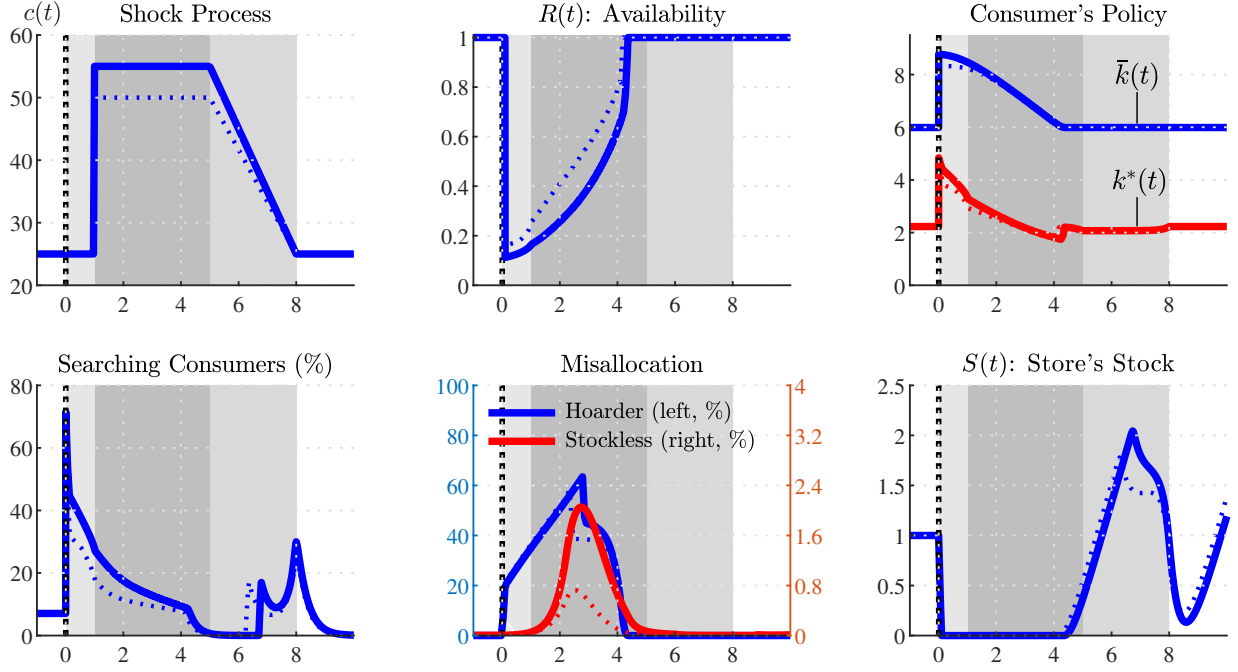 c(t) Shock Process
60
50
40
30
20
0 2 4 6 8
R(t): Availability
1
0.8
0.6
0.4
0.2
0
0 2 4 6 8
Consumer's Policy
8
6
4
2
0
k̄(t)
k*(t)
0 2 4 6 8
Searching Consumers (%)
80
60
40
20
0
0 2 4 6 8
Misallocation
100
80
60
40
20
0
4
3.2
2.4
1.6
0.8
0
Hoarder (left, %)
Stockless (right, %)
0 2 4 6 8
S(t): Store's Stock
2.5
2
1.5
1
0.5
0
0 2 4 6 8